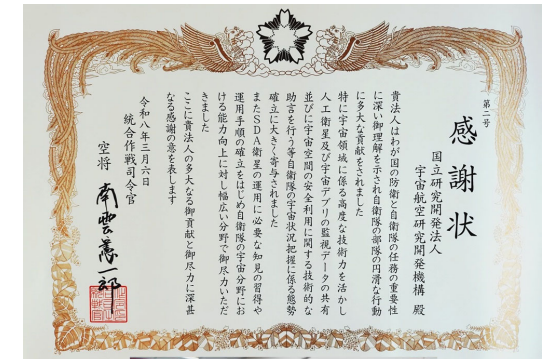 第二号
感謝状
国立研究開発法人
宇宙航空研究開発機構 殿
貴法人はわが国の防衛と自衛隊の任務の重要性
に深い御理解を示され自衛隊の部隊の円滑な行動
に多大な貢献をされました
特に宇宙領域に係る高度な技術力を活かし
人工衛星及び宇宙デブリの監視データの共有
並びに宇宙空間の安全利用に関する技術的な
助言を行う等自衛隊の宇宙状況把握に係る態勢
確立に大きく寄与されました
またSDA衛星の運用に必要な知見の習得や
運用手順の確立をはじめ自衛隊の宇宙分野にお
ける能力向上に対し幅広い分野で御尽力いただ
きました
ここに貴法人の多大なる御貢献と御尽力に深甚
なる感謝の意を表します
令和八年三月六日
統合作戦司令官
空将 南雲憲一郎